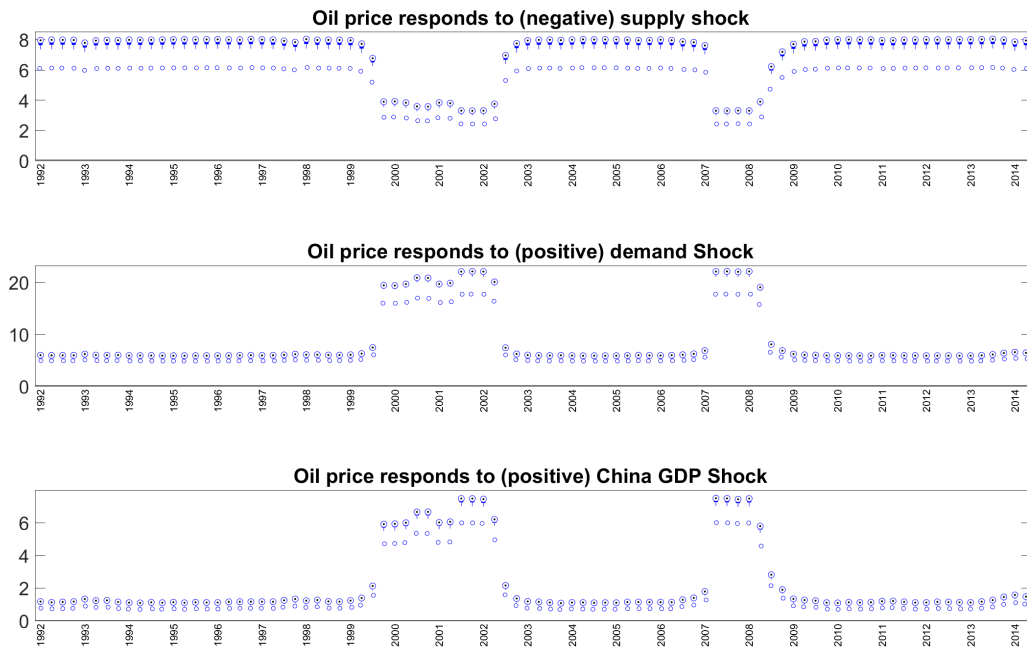 Oil price responds to (negative) supply shock
8
6
4
2
0
1992 1993 1994 1995 1996 1997 1998 1999 2000 2001 2002 2003 2004 2005 2006 2007 2008 2009 2010 2011 2012 2013 2014
Oil price responds to (positive) demand Shock
20
10
0
1992 1993 1994 1995 1996 1997 1998 1999 2000 2001 2002 2003 2004 2005 2006 2007 2008 2009 2010 2011 2012 2013 2014
Oil price responds to (positive) China GDP Shock
6
4
2
0
1992 1993 1994 1995 1996 1997 1998 1999 2000 2001 2002 2003 2004 2005 2006 2007 2008 2009 2010 2011 2012 2013 2014